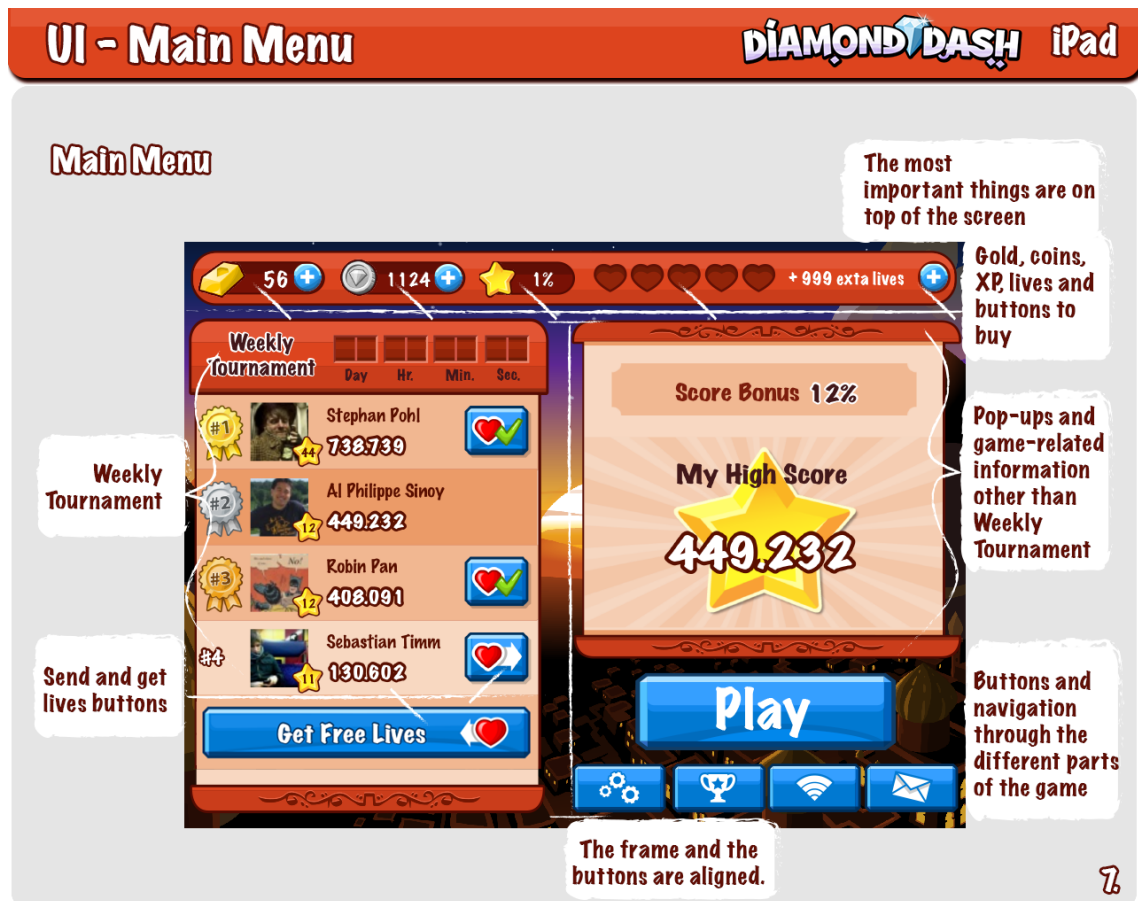 UI - Main Menu
DIAMOND DASH
iPad
Main Menu
The most
important things are on
top of the screen
56
1124
1%
+ 999 exta lives
Gold, coins,
XP, lives and
buttons to
buy
Weekly
Tournament
Day Hr. Min. Sec.
#1
Stephan Pohl
44
738.739
#2
Al Philippe Sinoy
12
449.232
#3
No!
Robin Pan
12
408.091
#4
Sebastian Timm
11
130.602
Get Free Lives
Score Bonus 12%
My High Score
449.232
Play
Weekly
Tournament
Send and get
lives buttons
Pop-ups and
game-related
information
other than
Weekly
Tournament
Buttons and
navigation
through the
different parts
of the game
The frame and the
buttons are aligned.
7.